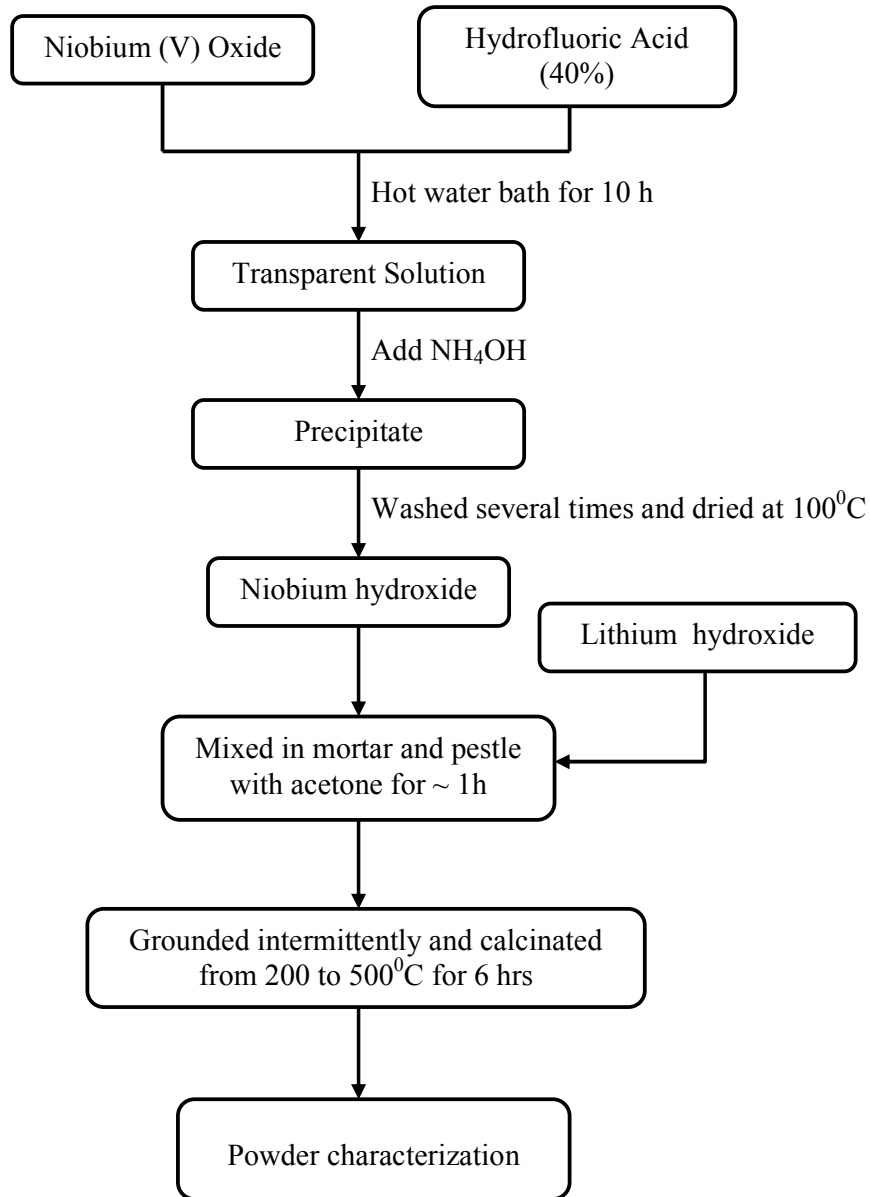 Niobium (V) Oxide
Hydrofluoric Acid
(40%)
Hot water bath for 10 h
Transparent Solution
Add NH₄OH
Precipitate
Washed several times and dried at 100⁰C
Niobium hydroxide
Lithium hydroxide
Mixed in mortar and pestle
with acetone for ~ 1h
Grounded intermittently and calcinated
from 200 to 500⁰C for 6 hrs
Powder characterization